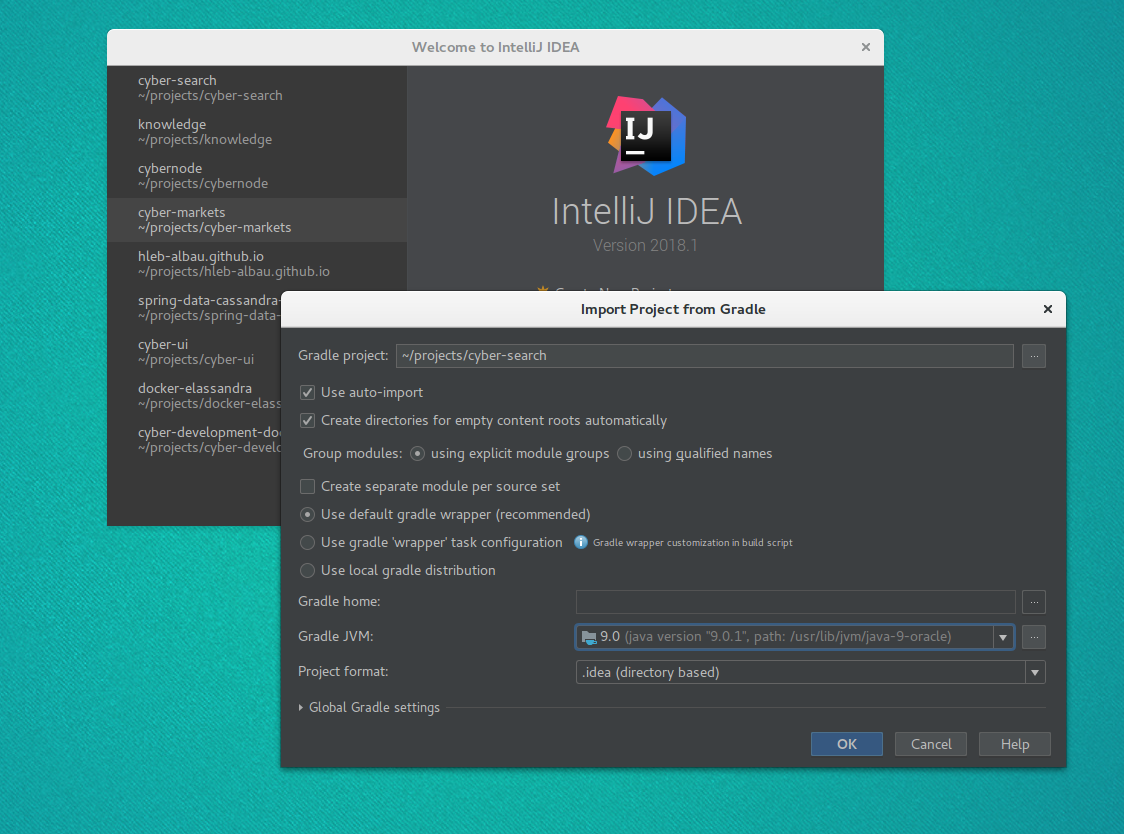 Welcome to IntelliJ IDEA
cyber-search
~/projects/cyber-search
knowledge
~/projects/knowledge
cybernode
~/projects/cybernode
cyber-markets
~/projects/cyber-markets
hleb-albau.github.io
~/projects/hleb-albau.github.io
spring-data-cassandra-
~/projects/spring-data-
cyber-ui
~/projects/cyber-ui
docker-elassandra
~/projects/docker-elass
cyber-development-do
~/projects/cyber-develo
IJ
IntelliJ IDEA
Version 2018.1
Create New Project
Import Project from Gradle
Gradle project: ~/projects/cyber-search ...
Use auto-import
Create directories for empty content roots automatically
Group modules: using explicit module groups using qualified names
Create separate module per source set
Use default gradle wrapper (recommended)
Use gradle 'wrapper' task configuration Gradle wrapper customization in build script
Use local gradle distribution
Gradle home: ...
Gradle JVM: 9.0 (java version "9.0.1", path: /usr/lib/jvm/java-9-oracle) ...
Project format: .idea (directory based)
Global Gradle settings
OK Cancel Help